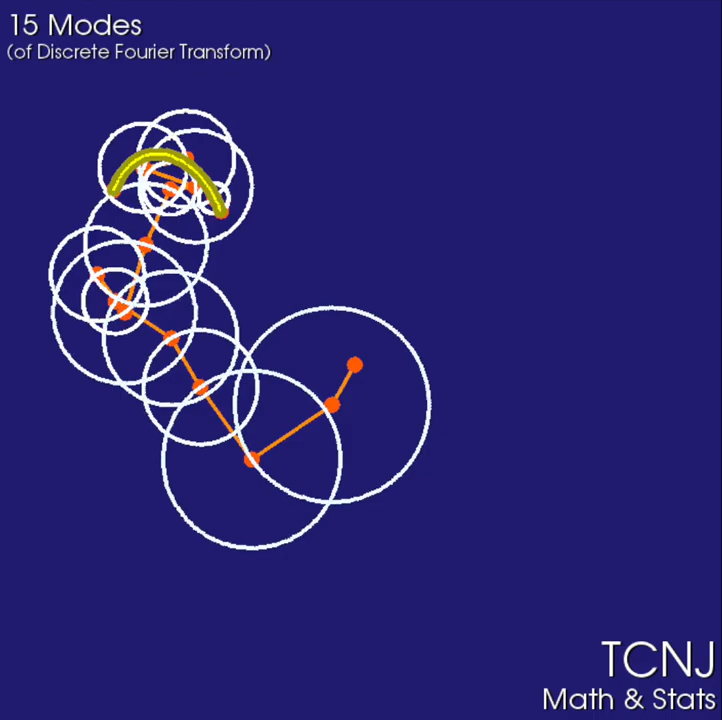 15 Modes
(of Discrete Fourier Transform)
TCNJ
Math & Stats